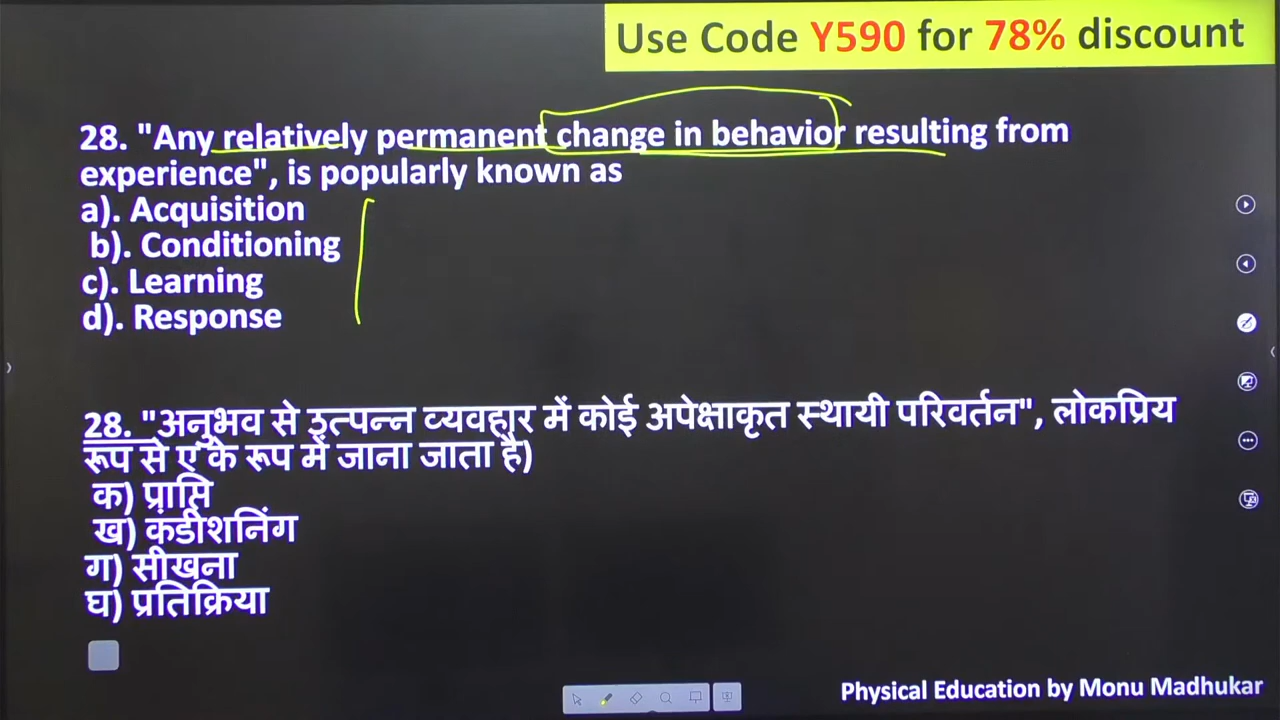 Use Code Y590 for 78% discount
28. "Any relatively permanent change in behavior resulting from
experience", is popularly known as
a). Acquisition
b). Conditioning
c). Learning
d). Response
28. "अनुभव से उत्पन्न व्यवहार में कोई अपेक्षाकृत स्थायी परिवर्तन", लोकप्रिय
रूप से ए के रूप में जाना जाता है)
क) प्राप्ति
ख) कंडीशनिंग
ग) सीखना
घ) प्रतिक्रिया
Physical Education by Monu Madhukar